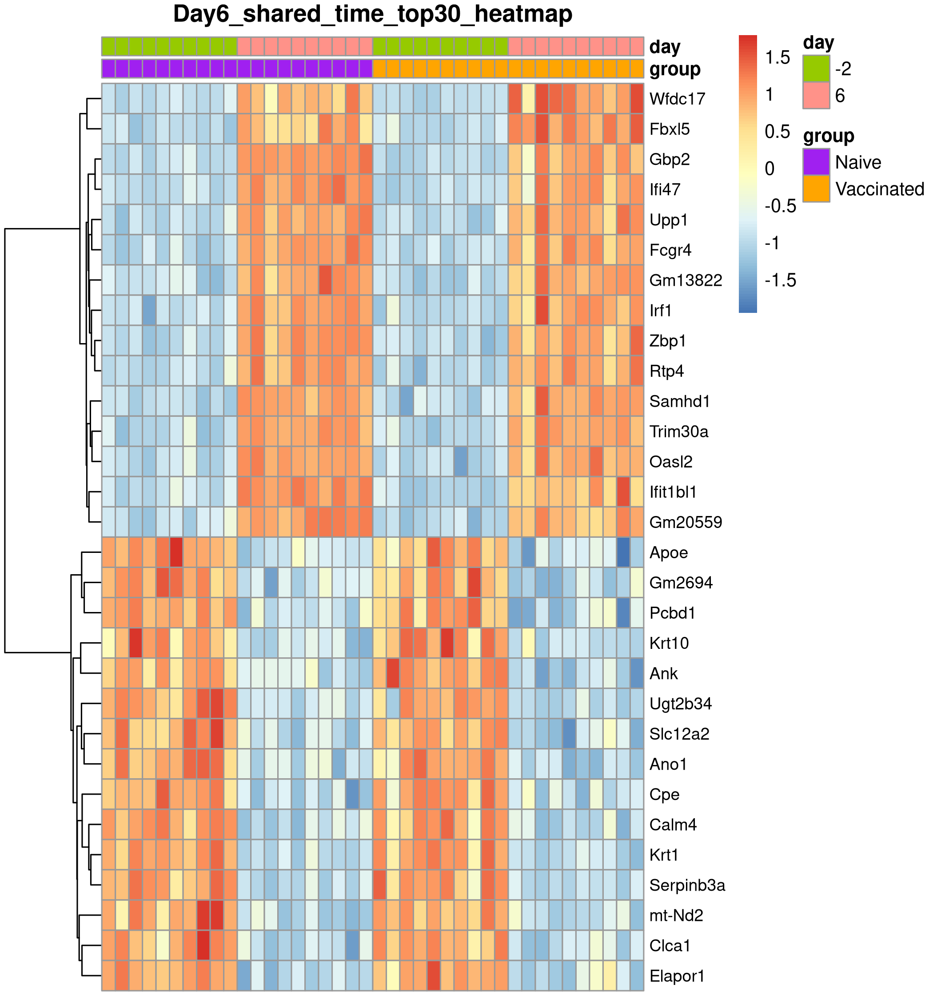 Day6_shared_time_top30_heatmap
day
group
Wfdc17
Fbxl5
Gbp2
Ifi47
Upp1
Fcgr4
Gm13822
Irf1
Zbp1
Rtp4
Samhd1
Trim30a
Oasl2
Ifit1bl1
Gm20559
Apoe
Gm2694
Pcbd1
Krt10
Ank
Ugt2b34
Slc12a2
Ano1
Cpe
Calm4
Krt1
Serpinb3a
mt-Nd2
Clca1
Elapor1
1.5
1
0.5
0
-0.5
-1
-1.5
day
-2
6
group
Naive
Vaccinated